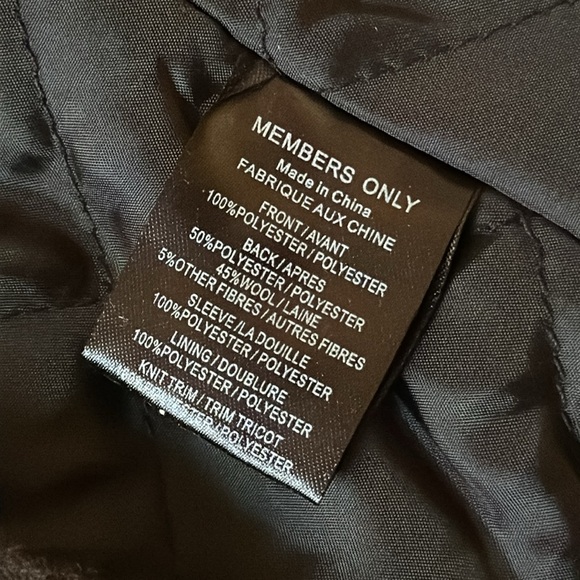 MEMBERS ONLY
Made in China
FABRIQUE AUX CHINE
FRONT/AVANT
100%POLYESTER/POLYESTER
BACK/APRES
50%POLYESTER/POLYESTER
45%WOOL/LAINE
5%OTHER FIBRES/AUTRES FIBRES
SLEEVE/LA DOUILLE
100%POLYESTER/POLYESTER
LINING/DOUBLURE
100%POLYESTER/POLYESTER
KNIT TRIM/TRIM TRICOT
/POLYESTER